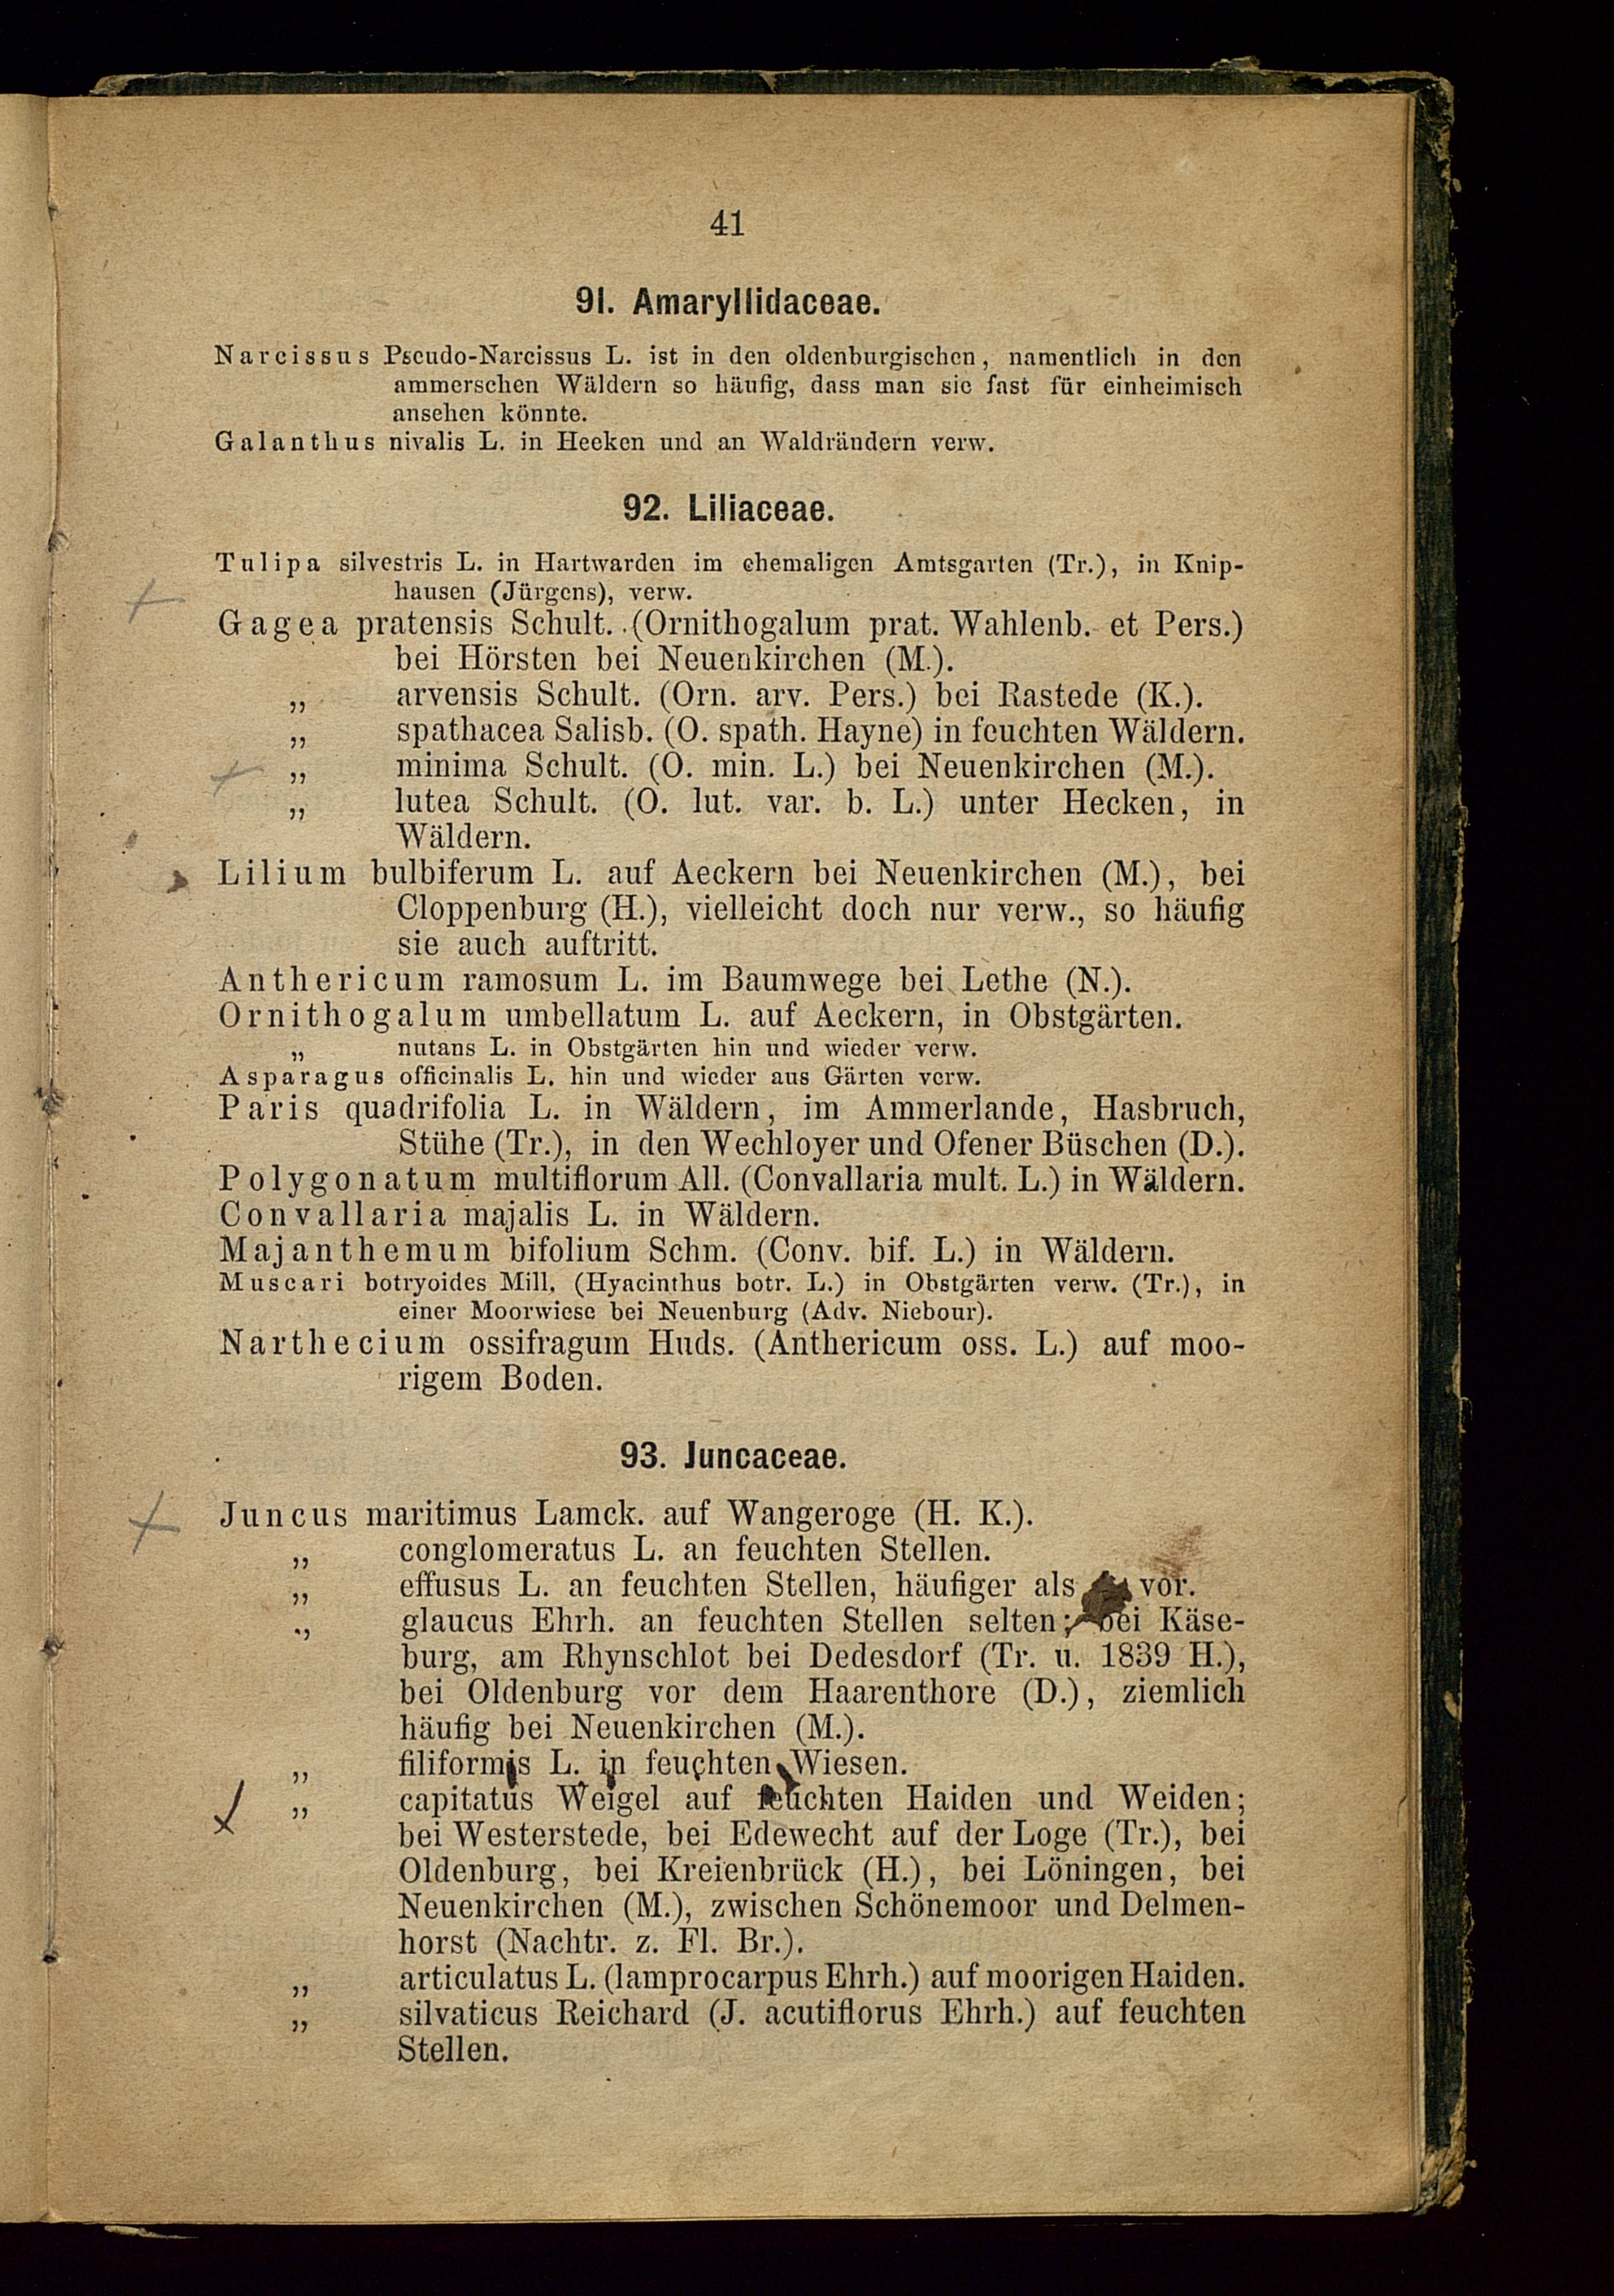 41
91. Amaryllidaceae.
Narcissus Pseudo-Narcissus L. ist in den oldenburgischen, namentlich in den
ammerschen Wäldern so häufig, dass man sie fast für einheimisch
ansehen könnte.
Galanthus nivalis L. in Hecken und an Waldrändern verw.
92. Liliaceae.
Tulipa silvestris L. in Hartwarden im ehemaligen Amtsgarten (Tr.), in Knip-
hausen (Jürgens), verw.
Gagea pratensis Schult. (Ornithogalum prat. Wahlenb. et Pers.)
bei Hörsten bei Neuenkirchen (M.).
„ arvensis Schult. (Orn. arv. Pers.) bei Rastede (K.).
„ spathacea Salisb. (O. spath. Hayne) in feuchten Wäldern.
„ minima Schult. (O. min. L.) bei Neuenkirchen (M.).
„ lutea Schult. (O. lut. var. b. L.) unter Hecken, in
Wäldern.
Lilium bulbiferum L. auf Aeckern bei Neuenkirchen (M.), bei
Cloppenburg (H.), vielleicht doch nur verw., so häufig
sie auch auftritt.
Anthericum ramosum L. im Baumwege bei Lethe (N.).
Ornithogalum umbellatum L. auf Aeckern, in Obstgärten.
„ nutans L. in Obstgärten hin und wieder verw.
Asparagus officinalis L. hin und wieder aus Gärten verw.
Paris quadrifolia L. in Wäldern, im Ammerlande, Hasbruch,
Stühe (Tr.), in den Wechloyer und Ofener Büschen (D.).
Polygonatum multiflorum All. (Convallaria mult. L.) in Wäldern.
Convallaria majalis L. in Wäldern.
Majanthemum bifolium Schm. (Conv. bif. L.) in Wäldern.
Muscari botryoides Mill. (Hyacinthus botr. L.) in Obstgärten verw. (Tr.), in
einer Moorwiese bei Neuenburg (Adv. Niebour).
Narthecium ossifragum Huds. (Anthericum oss. L.) auf moo-
rigem Boden.
93. Juncaceae.
Juncus maritimus Lamck. auf Wangeroge (H. K.).
„ conglomeratus L. an feuchten Stellen.
„ effusus L. an feuchten Stellen, häufiger als vor.
„ glaucus Ehrh. an feuchten Stellen selten; bei Käse-
burg, am Rhynschlot bei Dedesdorf (Tr. u. 1839 H.),
bei Oldenburg vor dem Haarenthore (D.), ziemlich
häufig bei Neuenkirchen (M.).
„ filiformis L. in feuchten Wiesen.
„ capitatus Weigel auf feuchten Haiden und Weiden;
bei Westerstede, bei Edewecht auf der Loge (Tr.), bei
Oldenburg, bei Kreienbrück (H.), bei Löningen, bei
Neuenkirchen (M.), zwischen Schönemoor und Delmen-
horst (Nachtr. z. Fl. Br.).
„ articulatus L. (lamprocarpus Ehrh.) auf moorigen Haiden.
„ silvaticus Reichard (J. acutiflorus Ehrh.) auf feuchten
Stellen.